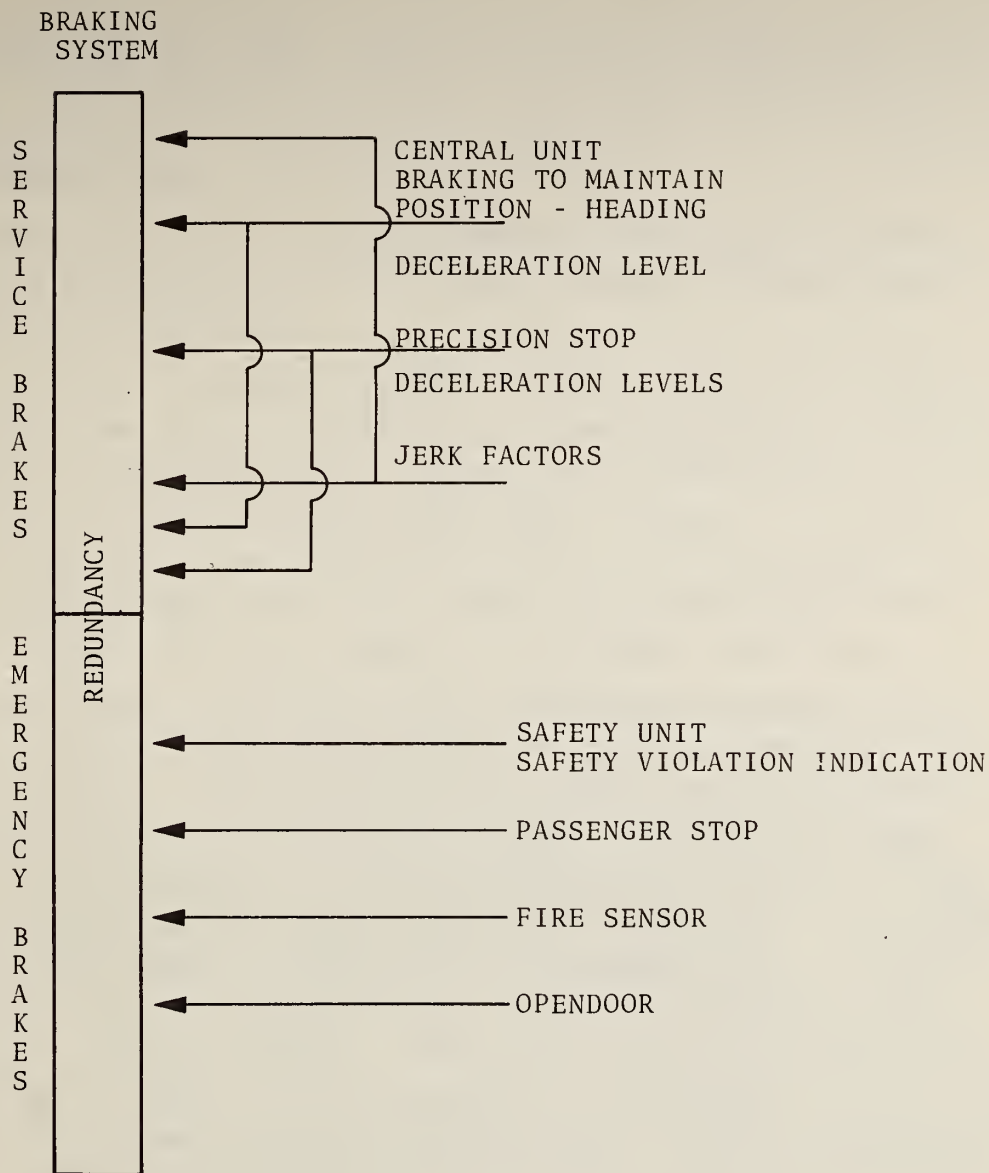 BRAKING
SYSTEM
SERVICE BRAKES
CENTRAL UNIT
BRAKING TO MAINTAIN
POSITION - HEADING
DECELERATION LEVEL
PRECISION STOP
DECELERATION LEVELS
JERK FACTORS
REDUNDANCY
EMERGENCY BRAKES
SAFETY UNIT
SAFETY VIOLATION INDICATION
PASSENGER STOP
FIRE SENSOR
OPENDOOR